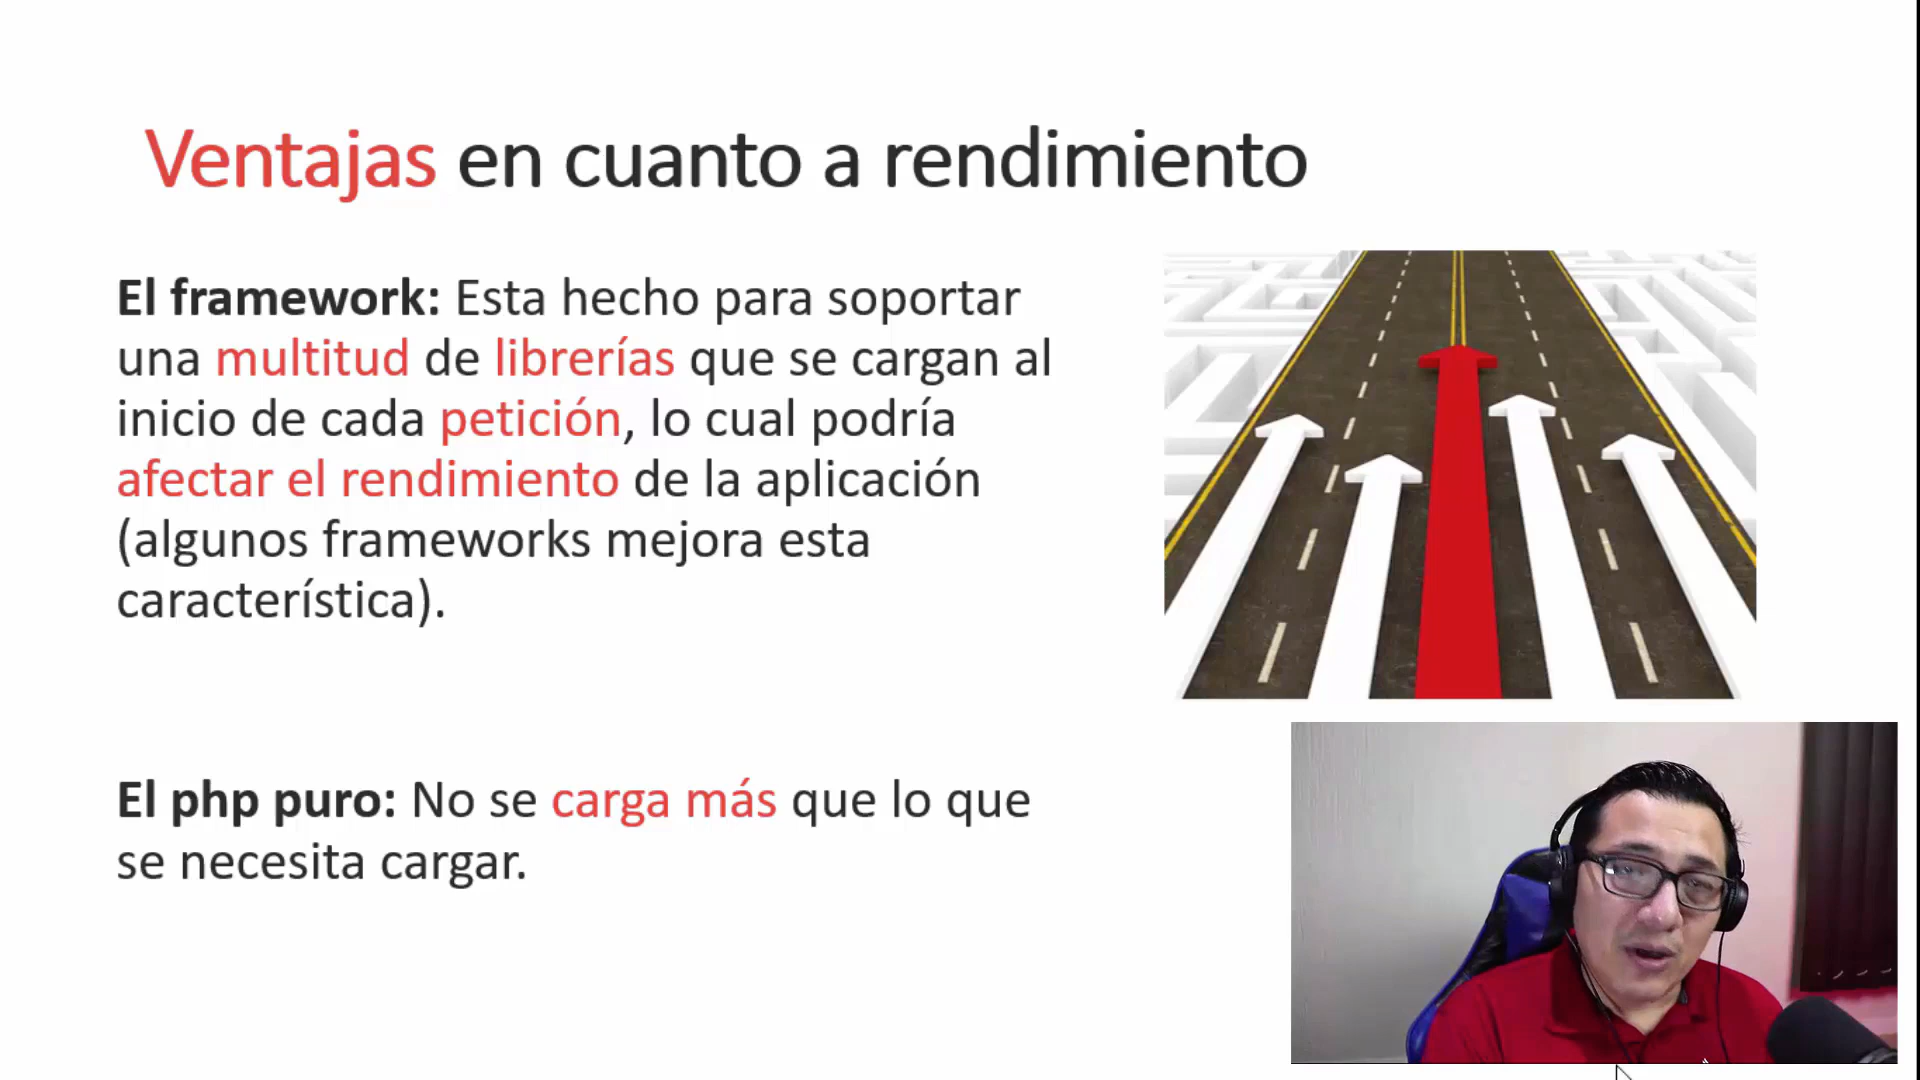 Ventajas en cuanto a rendimiento
El framework: Esta hecho para soportar
una multitud de librerías que se cargan al
inicio de cada petición, lo cual podría
afectar el rendimiento de la aplicación
(algunos frameworks mejora esta
característica).
El php puro: No se carga más que lo que
se necesita cargar.